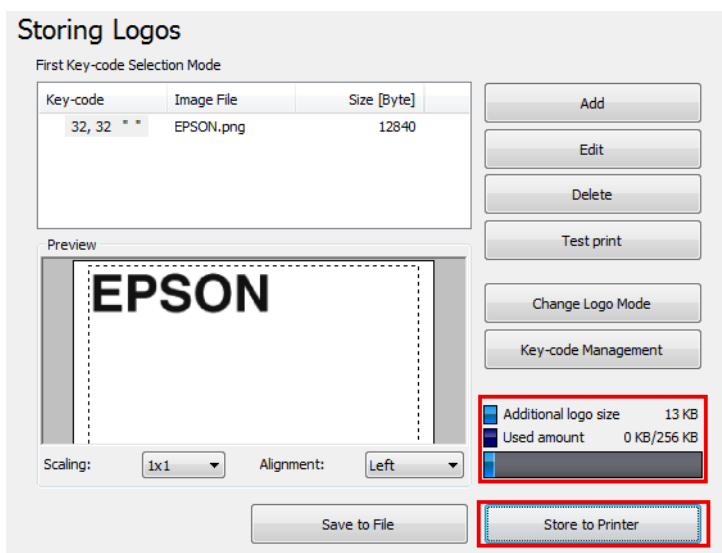 Storing Logos
First Key-code Selection Mode
Key-code Image File Size [Byte]
32, 32 " " EPSON.png 12840
Add
Edit
Delete
Test print
Preview
EPSON
Change Logo Mode
Key-code Management
Additional logo size 13 KB
Used amount 0 KB/256 KB
Scaling: 1x1 Alignment: Left
Save to File Store to Printer